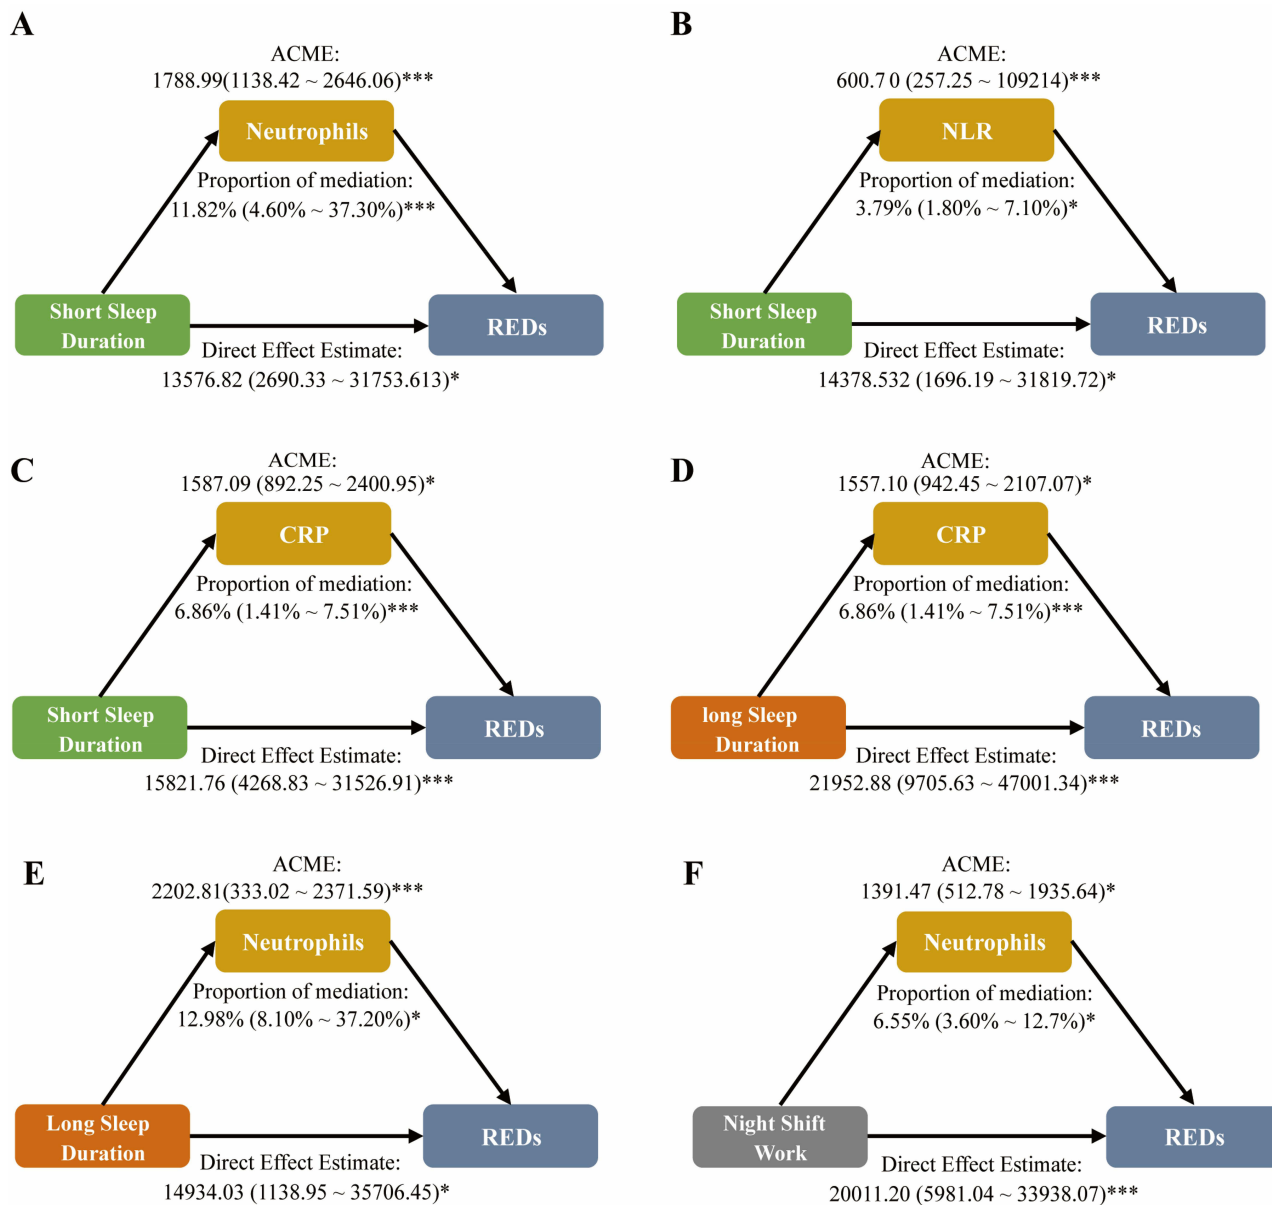 A
ACME:
1788.99(1138.42 ~ 2646.06)***
Neutrophils
Proportion of mediation:
11.82% (4.60% ~ 37.30%)***
Short Sleep
Duration
REDs
Direct Effect Estimate:
13576.82 (2690.33 ~ 31753.613)*
B
ACME:
600.7 0 (257.25 ~ 109214)***
NLR
Proportion of mediation:
3.79% (1.80% ~ 7.10%)*
Short Sleep
Duration
REDs
Direct Effect Estimate:
14378.532 (1696.19 ~ 31819.72)*
C
ACME:
1587.09 (892.25 ~ 2400.95)*
CRP
Proportion of mediation:
6.86% (1.41% ~ 7.51%)***
Short Sleep
Duration
REDs
Direct Effect Estimate:
15821.76 (4268.83 ~ 31526.91)***
D
ACME:
1557.10 (942.45 ~ 2107.07)*
CRP
Proportion of mediation:
6.86% (1.41% ~ 7.51%)***
long Sleep
Duration
REDs
Direct Effect Estimate:
21952.88 (9705.63 ~ 47001.34)***
E
ACME:
2202.81(333.02 ~ 2371.59)***
Neutrophils
Proportion of mediation:
12.98% (8.10% ~ 37.20%)*
Long Sleep
Duration
REDs
Direct Effect Estimate:
14934.03 (1138.95 ~ 35706.45)*
F
ACME:
1391.47 (512.78 ~ 1935.64)*
Neutrophils
Proportion of mediation:
6.55% (3.60% ~ 12.7%)*
Night Shift
Work
REDs
Direct Effect Estimate:
20011.20 (5981.04 ~ 33938.07)***